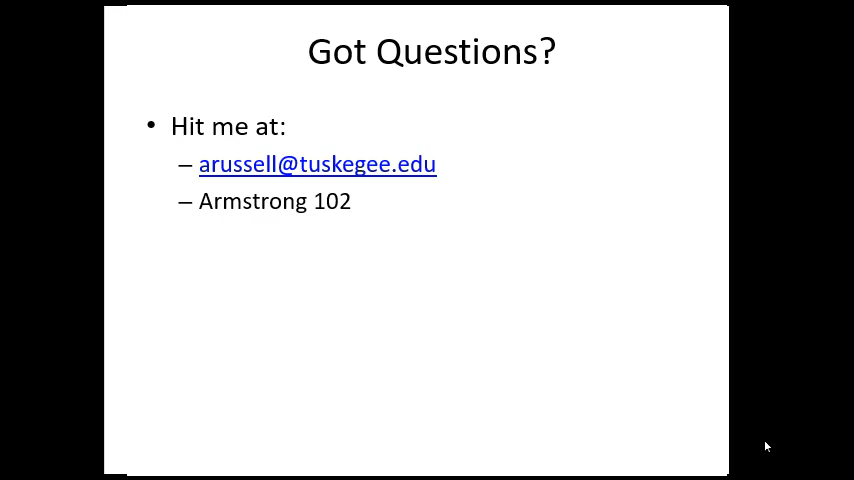 Got Questions?
• Hit me at:
– arussell@tuskegee.edu
– Armstrong 102